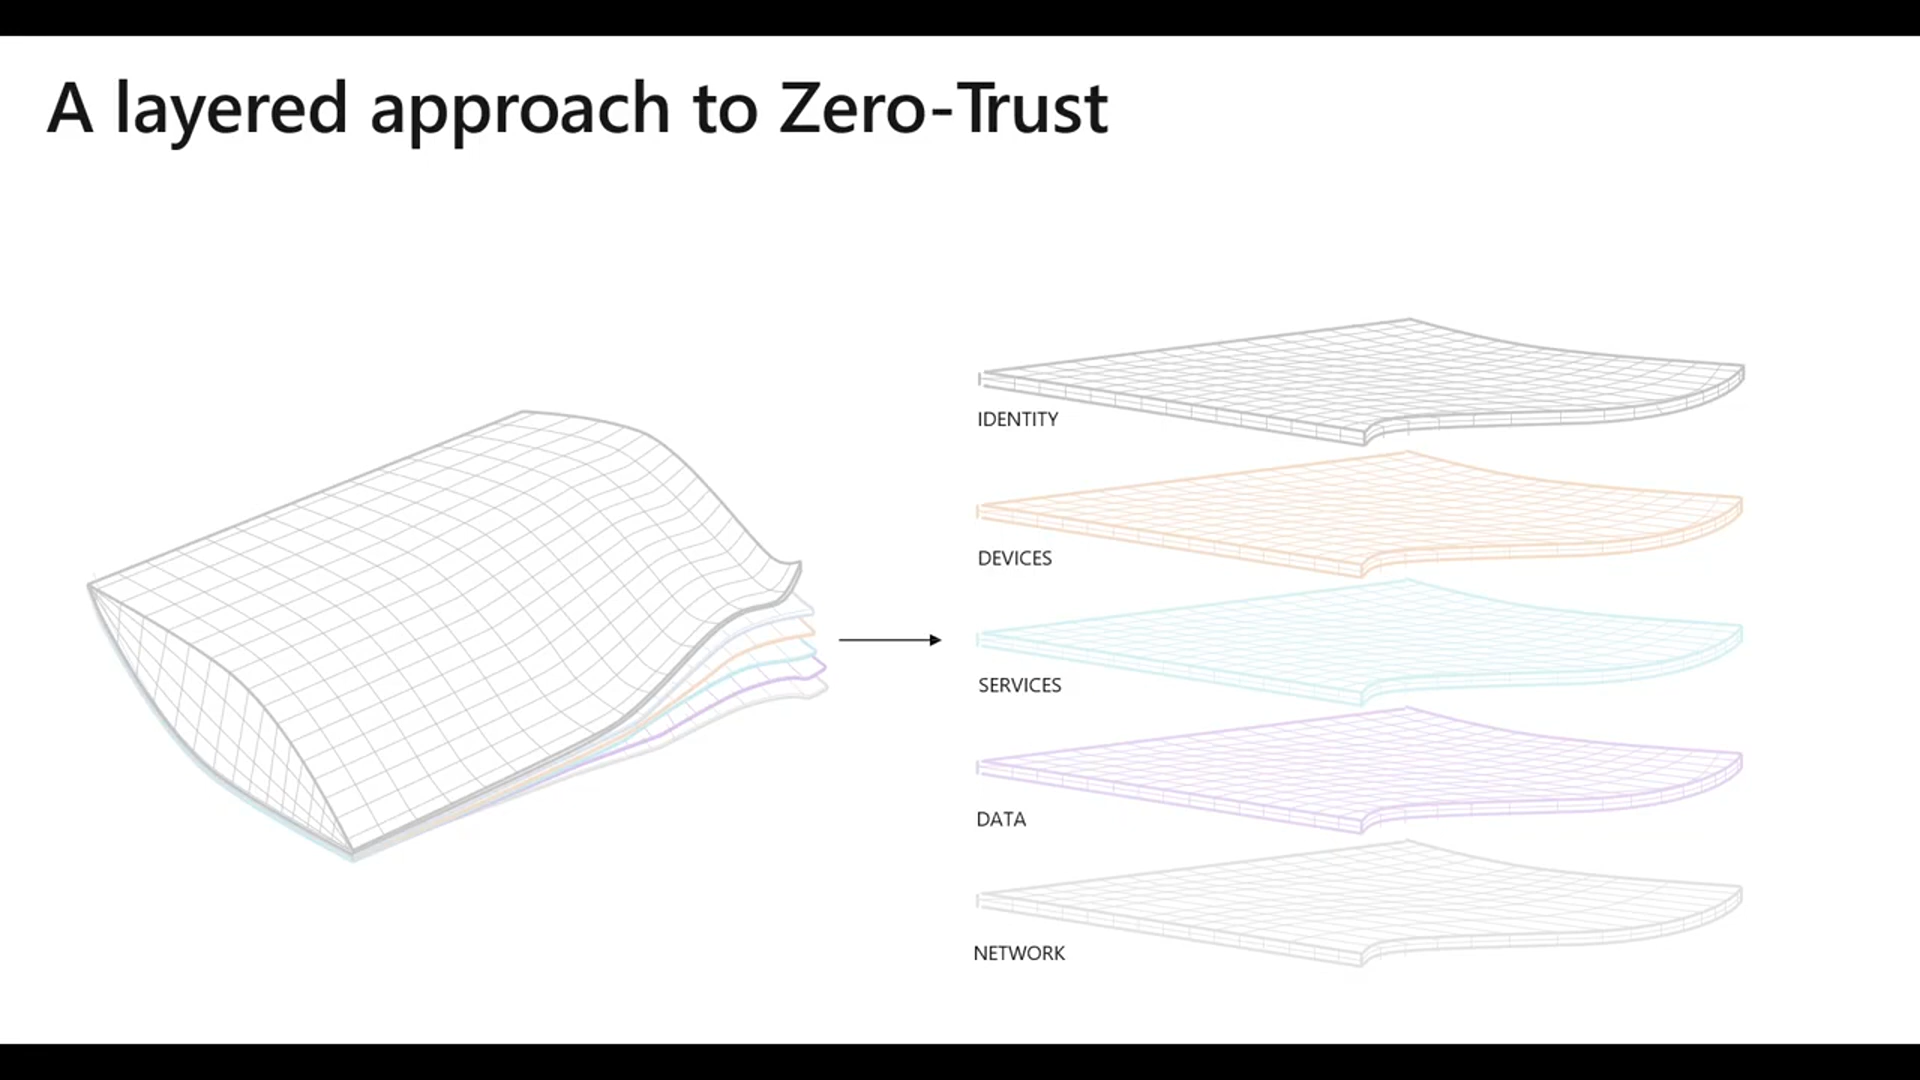 A layered approach to Zero-Trust
IDENTITY
DEVICES
SERVICES
DATA
NETWORK